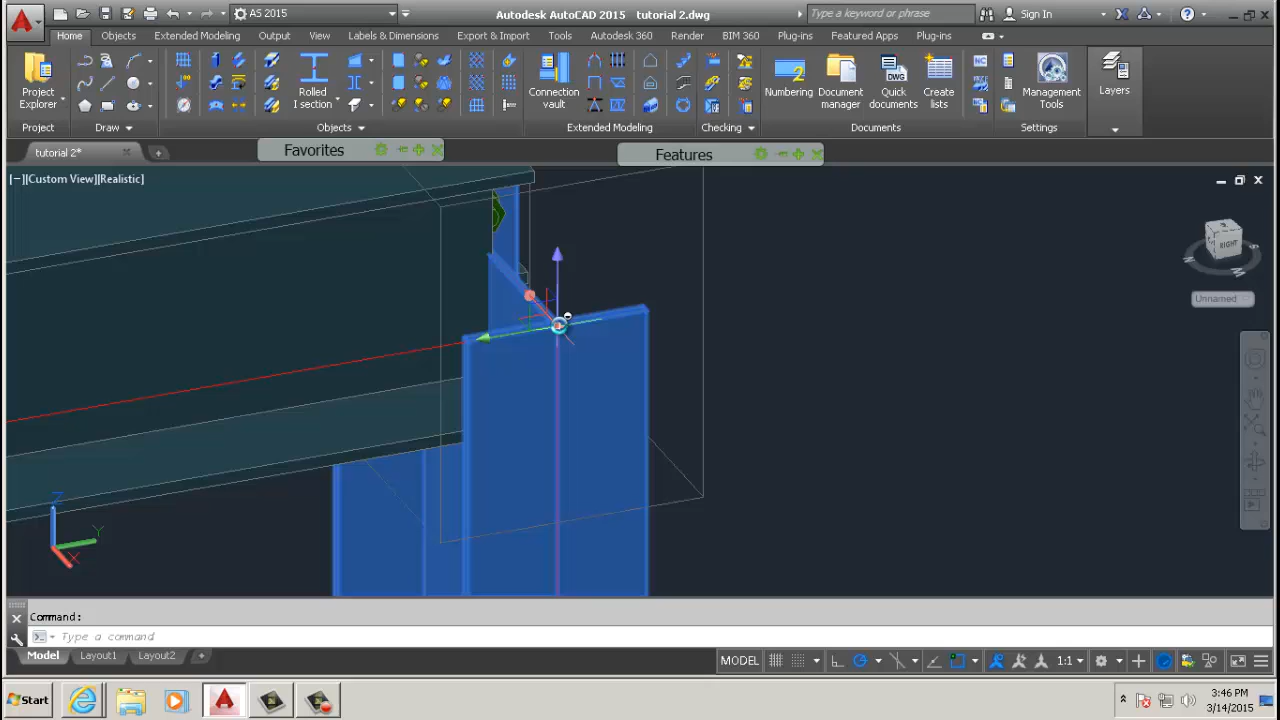 AS 2015
Autodesk AutoCAD 2015 tutorial 2.dwg
Type a keyword or phrase
Sign In
Home Objects Extended Modeling Output View Labels & Dimensions Export & Import Tools Autodesk 360 Render BIM 360 Plug-ins Featured Apps Plug-ins
Project Explorer
Rolled I section
Connection vault
Numbering
Document manager
Quick documents
Create lists
Management Tools
Layers
Project
Draw
Objects
Extended Modeling
Checking
Documents
Settings
tutorial 2*
Favorites
Features
[−][Custom View][Realistic]
RIGHT
Unnamed
Z
Y
X
Command:
Type a command
Model Layout1 Layout2
MODEL
1:1
Start
3:46 PM
3/14/2015